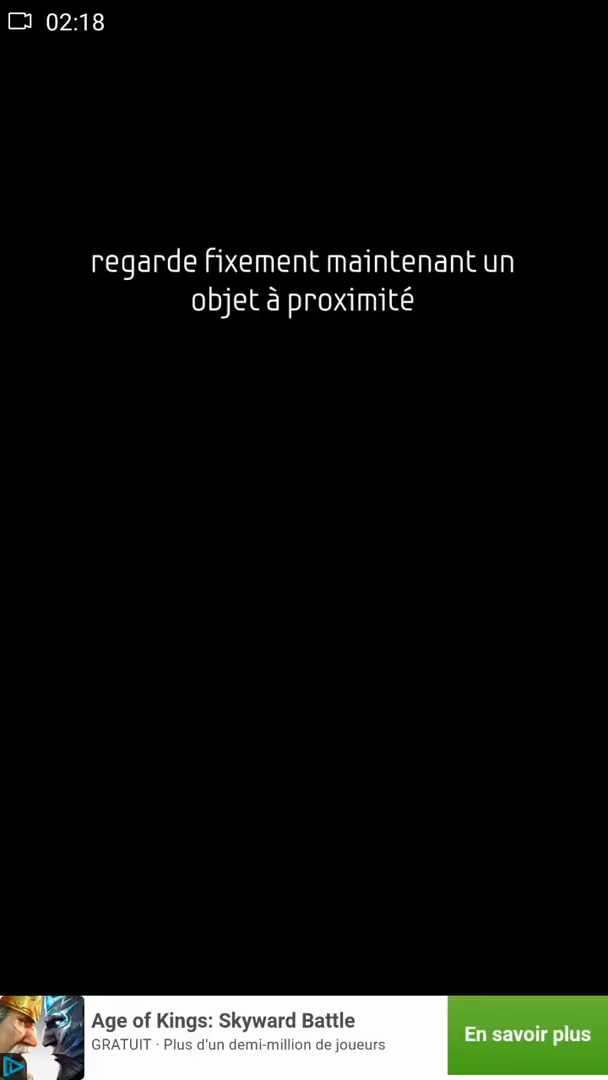 02:18
regarde fixement maintenant un
objet à proximité
Age of Kings: Skyward Battle
GRATUIT · Plus d'un demi-million de joueurs
En savoir plus